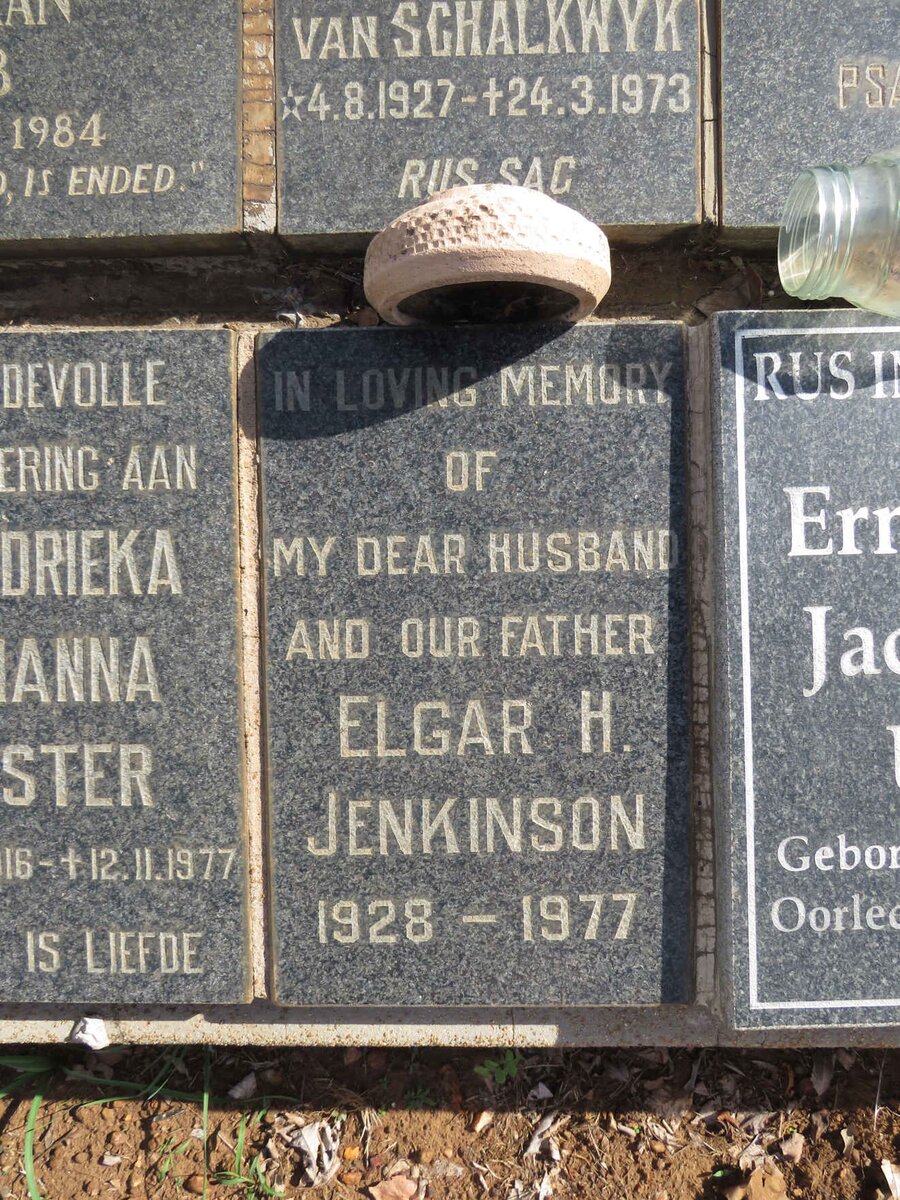 1984
IS ENDED."
VAN SCHALKWYK
☆4.8.1927-✝24.3.1973
RUS SAG
DEVOLLE
ERING AAN
DRIEKA
HANNA
STER
16-✝12.11.1977
IS LIEFDE
IN LOVING MEMORY
OF
MY DEAR HUSBAND
AND OUR FATHER
ELGAR H.
JENKINSON
1928 – 1977
PSA
RUS IN
Err
Jac
Gebor
Oorled